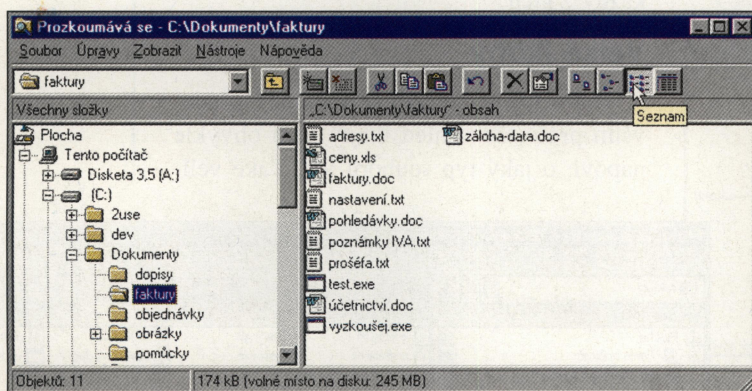 Prozkoumává se - C:\Dokumenty\faktury
Soubor Úpravy Zobrazit Nástroje Nápověda
faktury
Všechny složky
„C:\Dokumenty\faktury“ - obsah
Seznam
Plocha
Tento počítač
Disketa 3,5 (A:)
(C:)
2use
dev
Dokumenty
dopisy
faktury
objednávky
obrázky
pomůcky
adresy.txt
ceny.xls
faktury.doc
nastavení.txt
pohledávky.doc
poznámky IVA.txt
prošéfa.txt
test.exe
účetnictví.doc
vyzkoušej.exe
záloha-data.doc
Objektů: 11
174 kB (volné místo na disku: 245 MB)